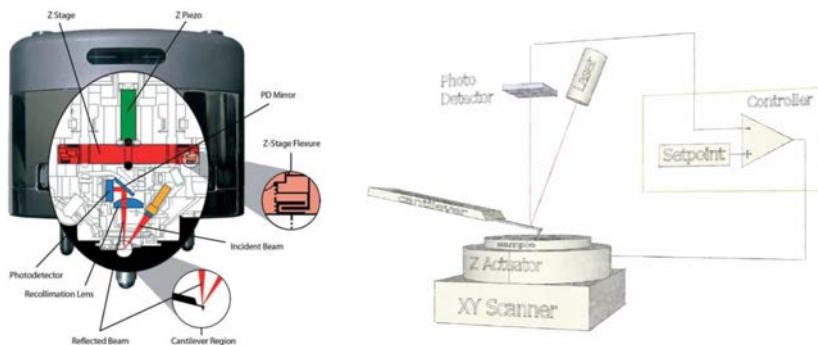 Z Stage
Z Piezo
PD Mirror
Z-Stage Flexure
Incident Beam
Photodetector
Recollimation Lens
Reflected Beam
Cantilever Region
Photo
Detector
Laser
Controller
Setpoint
cantilever
sample
Z Actuator
XY Scanner